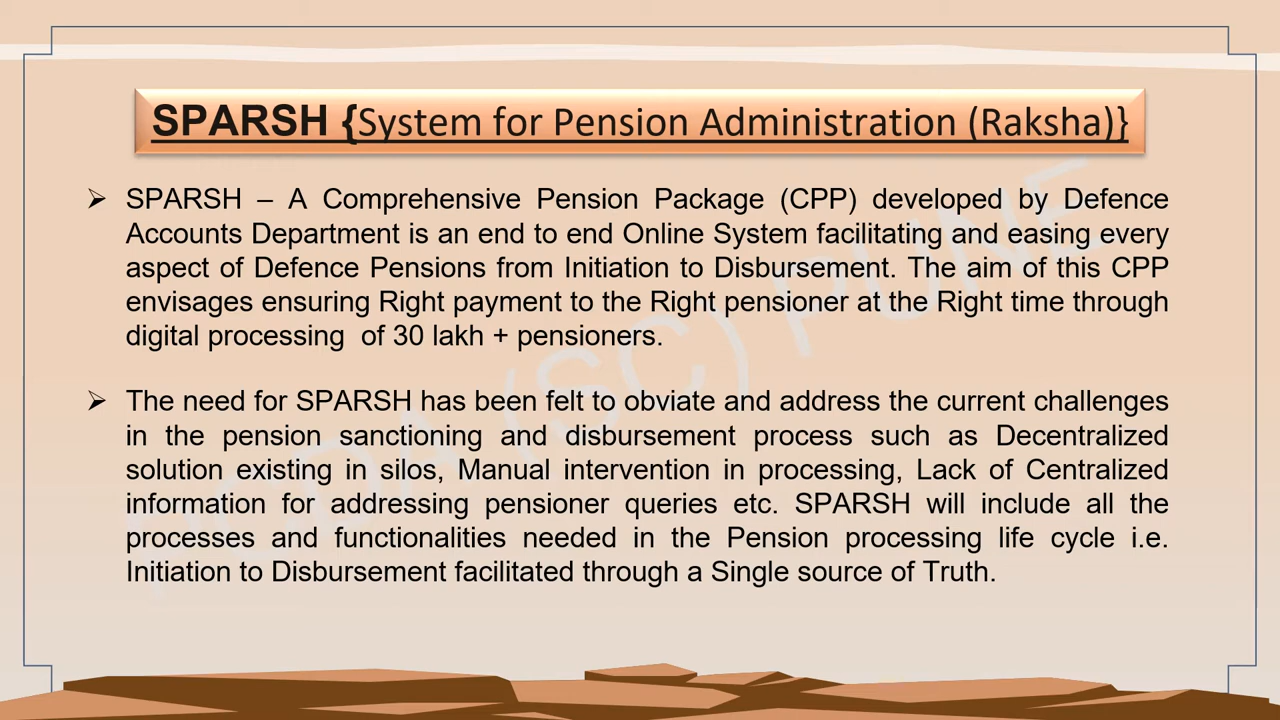 SPARSH {System for Pension Administration (Raksha)}
➢ SPARSH – A Comprehensive Pension Package (CPP) developed by Defence
Accounts Department is an end to end Online System facilitating and easing every
aspect of Defence Pensions from Initiation to Disbursement. The aim of this CPP
envisages ensuring Right payment to the Right pensioner at the Right time through
digital processing of 30 lakh + pensioners.
➢ The need for SPARSH has been felt to obviate and address the current challenges
in the pension sanctioning and disbursement process such as Decentralized
solution existing in silos, Manual intervention in processing, Lack of Centralized
information for addressing pensioner queries etc. SPARSH will include all the
processes and functionalities needed in the Pension processing life cycle i.e.
Initiation to Disbursement facilitated through a Single source of Truth.
PCDA (SC) PUNE